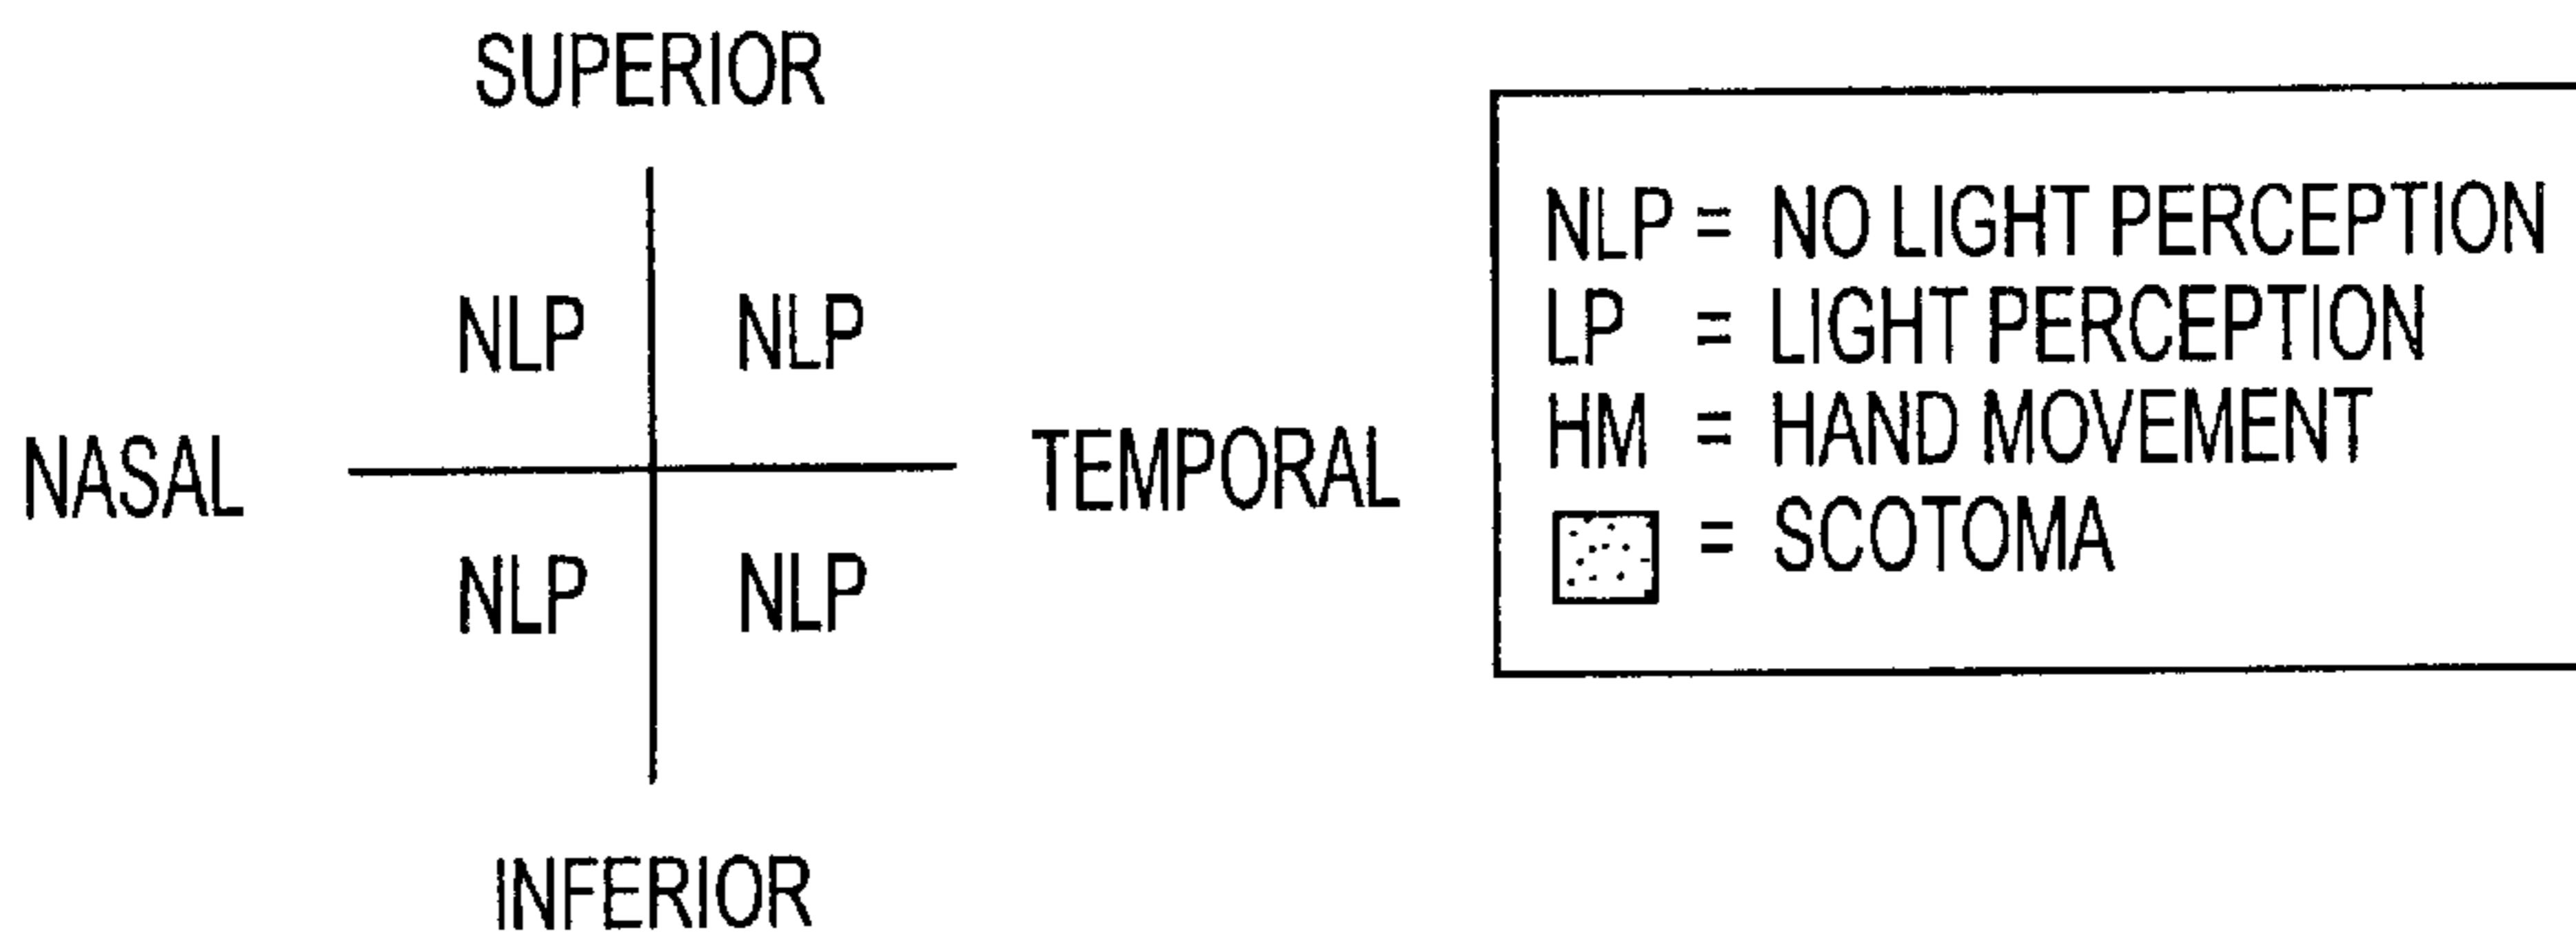 SUPERIOR
NLP NLP
NASAL TEMPORAL
NLP NLP
INFERIOR
NLP = NO LIGHT PERCEPTION
LP = LIGHT PERCEPTION
HM = HAND MOVEMENT
= SCOTOMA